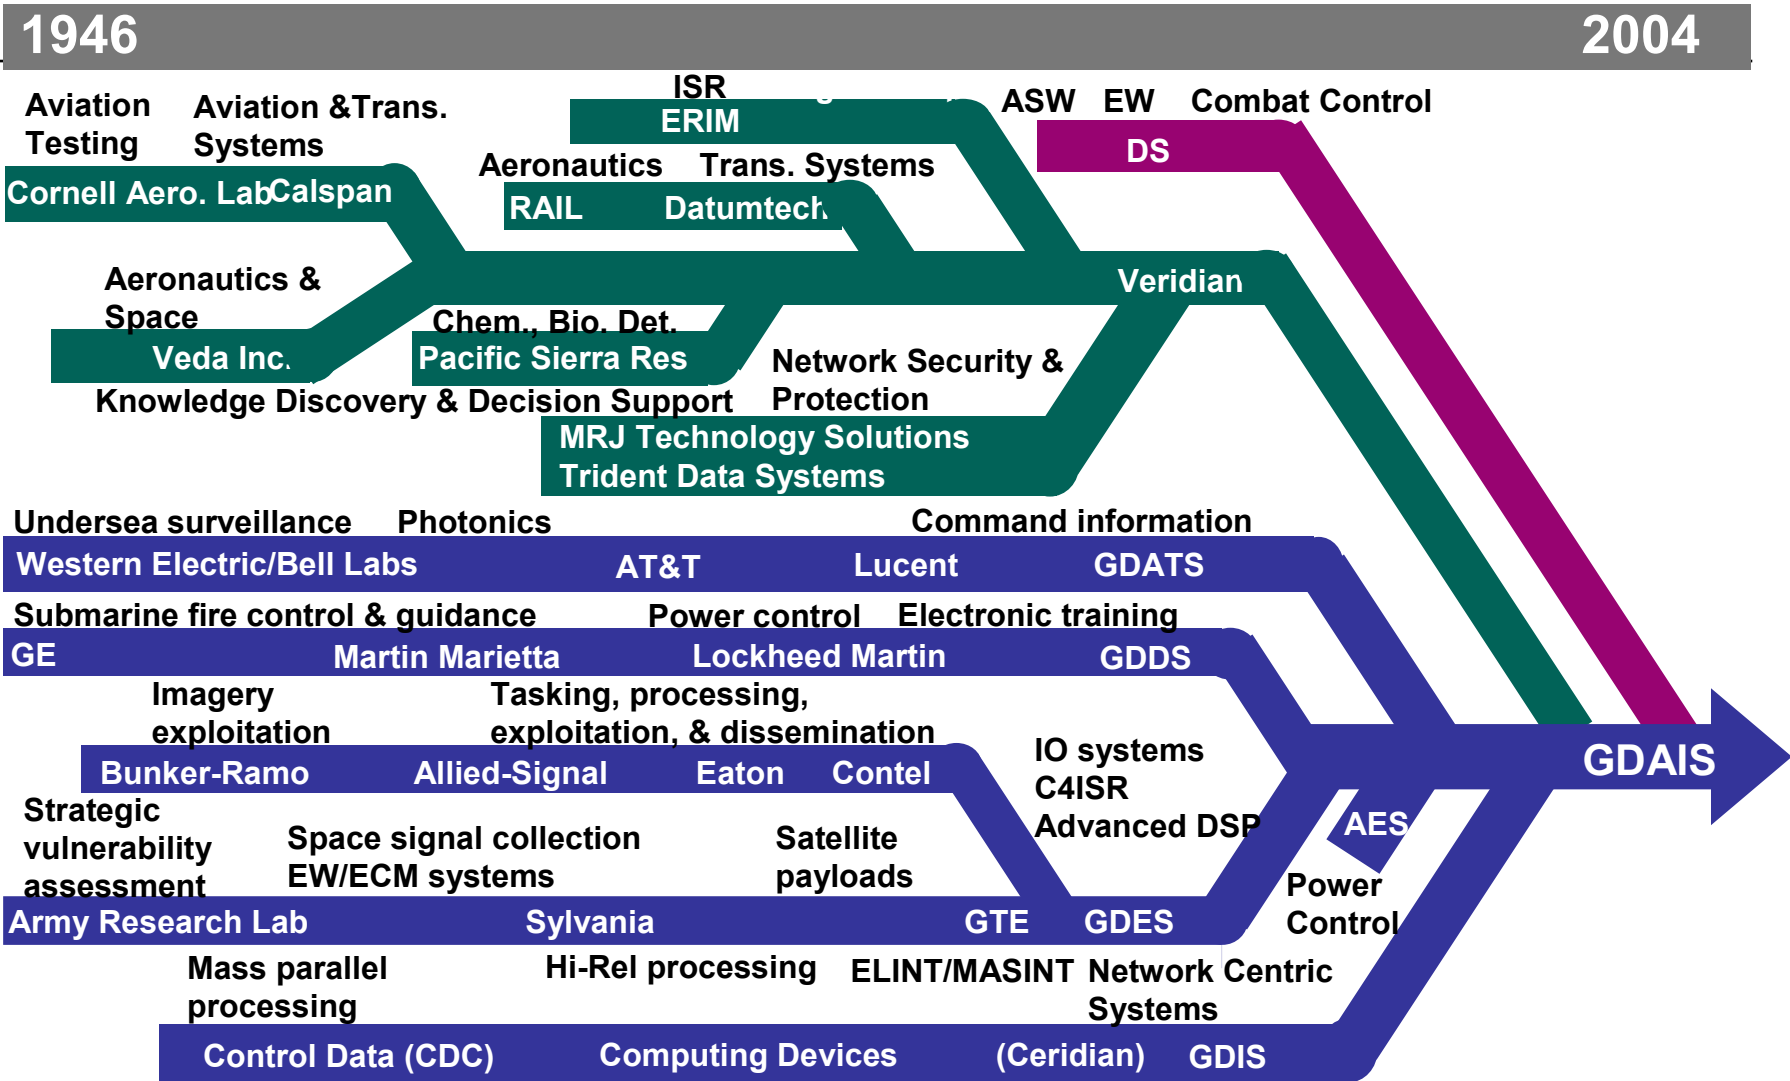 1946 2004
ISR
Aviation Testing
Aviation &Trans. Systems
ERIM
ASW EW Combat Control
DS
Aeronautics Trans. Systems
Cornell Aero. Lab Calspan
RAIL Datumtech
Aeronautics & Space
Veridian
Chem., Bio. Det.
Veda Inc.
Pacific Sierra Res
Network Security & Protection
Knowledge Discovery & Decision Support
MRJ Technology Solutions
Trident Data Systems
Undersea surveillance Photonics Command information
Western Electric/Bell Labs AT&T Lucent GDATS
Submarine fire control & guidance Power control Electronic training
GE Martin Marietta Lockheed Martin GDDS
Imagery exploitation
Tasking, processing, exploitation, & dissemination
IO systems
C4ISR
Advanced DSP
GDAIS
Bunker-Ramo Allied-Signal Eaton Contel
Strategic vulnerability assessment
Space signal collection
EW/ECM systems
Satellite payloads
AES
Power Control
Army Research Lab Sylvania GTE GDES
Mass parallel processing
Hi-Rel processing ELINT/MASINT
Network Centric Systems
Control Data (CDC) Computing Devices (Ceridian) GDIS